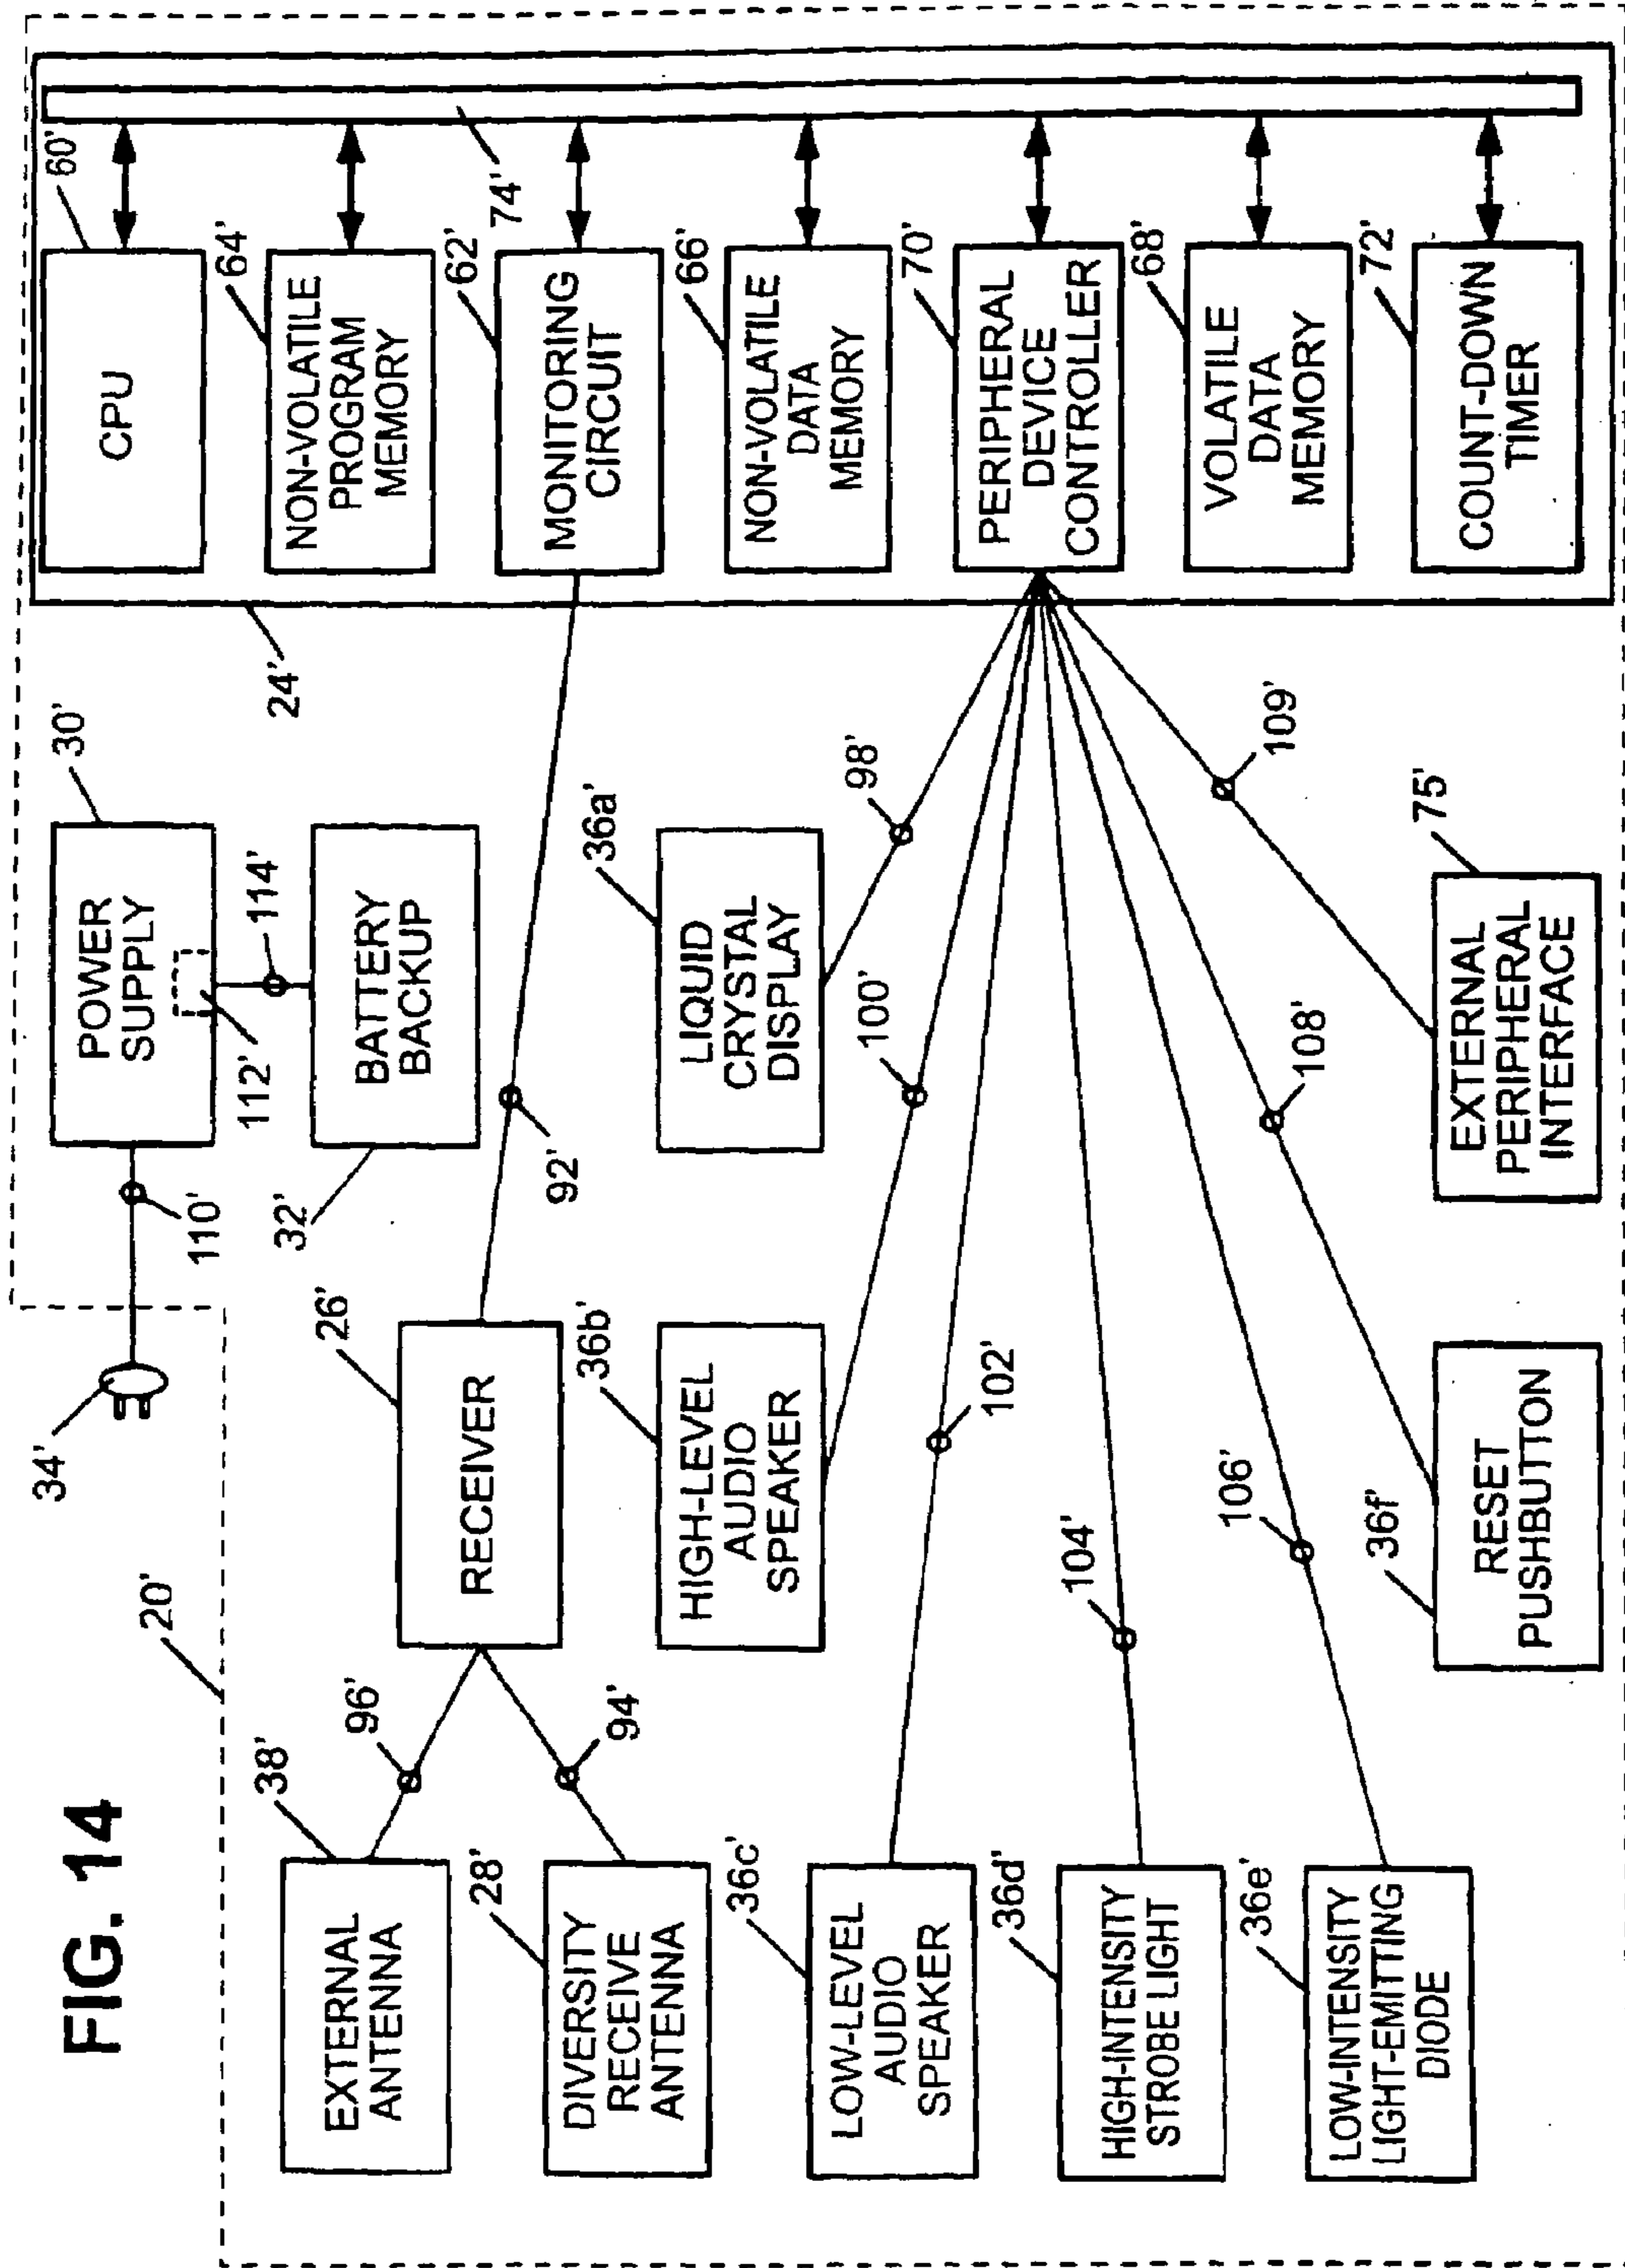 FIG. 14
20'
34'
110'
30'
POWER
SUPPLY
112'
114'
32'
BATTERY
BACKUP
24'
60'
CPU
64'
NON-VOLATILE
PROGRAM
MEMORY
74'
62'
MONITORING
CIRCUIT
66'
NON-VOLATILE
DATA
MEMORY
70'
PERIPHERAL
DEVICE
CONTROLLER
68'
VOLATILE
DATA
MEMORY
72'
COUNT-DOWN
TIMER
38'
EXTERNAL
ANTENNA
96'
28'
DIVERSITY
RECEIVE
ANTENNA
94'
26'
RECEIVER
92'
36a'
LIQUID
CRYSTAL
DISPLAY
98'
36b'
HIGH-LEVEL
AUDIO
SPEAKER
100'
36c'
LOW-LEVEL
AUDIO
SPEAKER
102'
36d'
HIGH-INTENSITY
STROBE LIGHT
104'
36e'
LOW-INTENSITY
LIGHT-EMITTING
DIODE
106'
36f'
RESET
PUSHBUTTON
108'
75'
EXTERNAL
PERIPHERAL
INTERFACE
109'